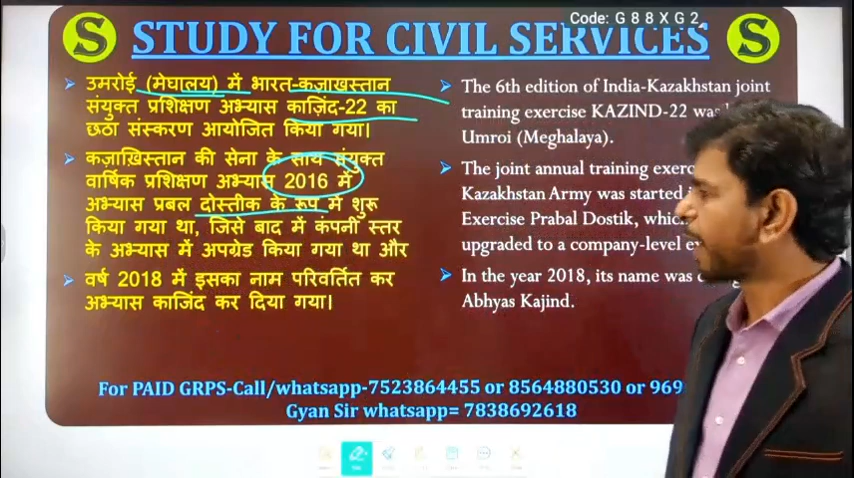 Code: G 8 8 X G 2
S STUDY FOR CIVIL SERVICES S
उमरोई (मेघालय) में भारत-कज़ाखस्तान
संयुक्त प्रशिक्षण अभ्यास काज़िंद-22 का
छठा संस्करण आयोजित किया गया।
कज़ाख़िस्तान की सेना के साथ संयुक्त
वार्षिक प्रशिक्षण अभ्यास 2016 में
अभ्यास प्रबल दोस्तीक के रूप में शुरू
किया गया था, जिसे बाद में कंपनी स्तर
के अभ्यास में अपग्रेड किया गया था और
वर्ष 2018 में इसका नाम परिवर्तित कर
अभ्यास काजिंद कर दिया गया।
The 6th edition of India-Kazakhstan joint
training exercise KAZIND-22 was
Umroi (Meghalaya).
The joint annual training
Kazakhstan Army was started
Exercise Prabal Dostik,
upgraded to a company-level
In the year 2018, its name was
Abhyas Kajind.
For PAID GRPS-Call/whatsapp-7523864455 or 8564880530 or
Gyan Sir whatsapp= 7838692618